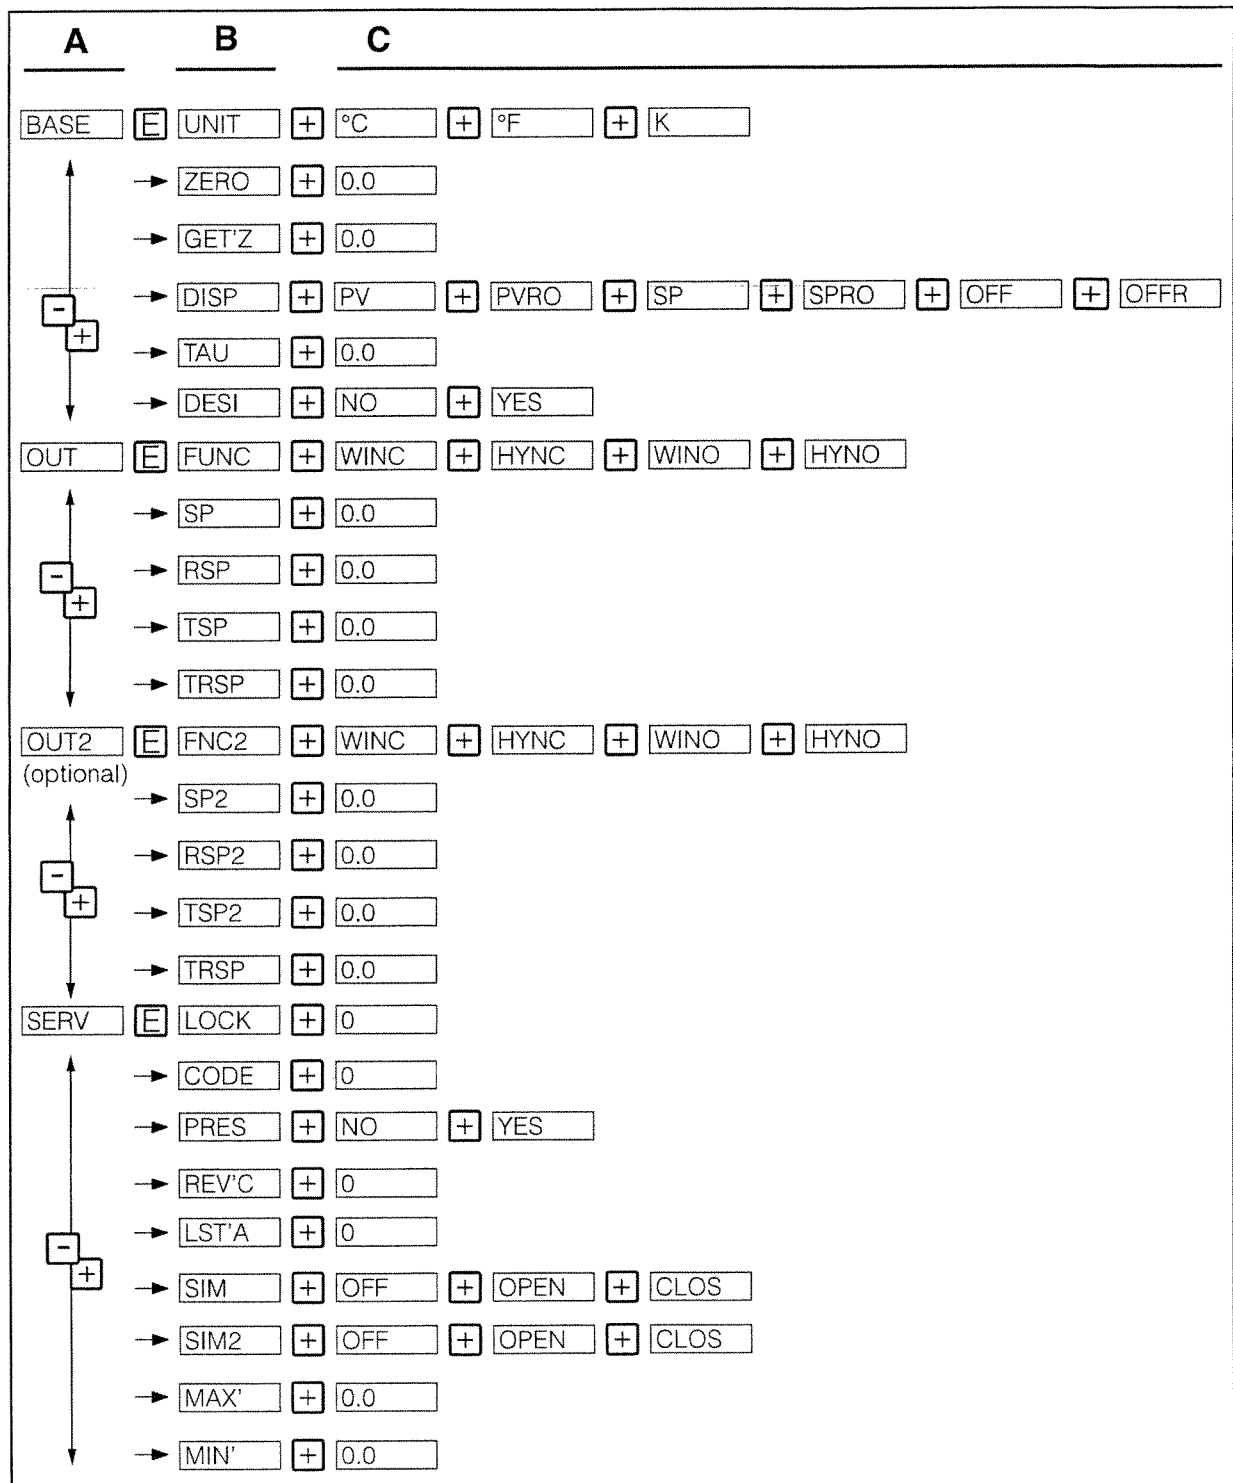 A B C
BASE E UNIT + °C + °F + K
ZERO + 0.0
GET'Z + 0.0
DISP + PV + PVRO + SP + SPRO + OFF + OFFR
- +
TAU + 0.0
DESI + NO + YES
OUT E FUNC + WINC + HYNC + WINO + HYNO
SP + 0.0
RSP + 0.0
- +
TSP + 0.0
TRSP + 0.0
OUT2 E FNC2 + WINC + HYNC + WINO + HYNO
(optional)
SP2 + 0.0
RSP2 + 0.0
- +
TSP2 + 0.0
TRSP + 0.0
SERV E LOCK + 0
CODE + 0
PRES + NO + YES
REV'C + 0
LST'A + 0
- +
SIM + OFF + OPEN + CLOS
SIM2 + OFF + OPEN + CLOS
MAX' + 0.0
MIN' + 0.0